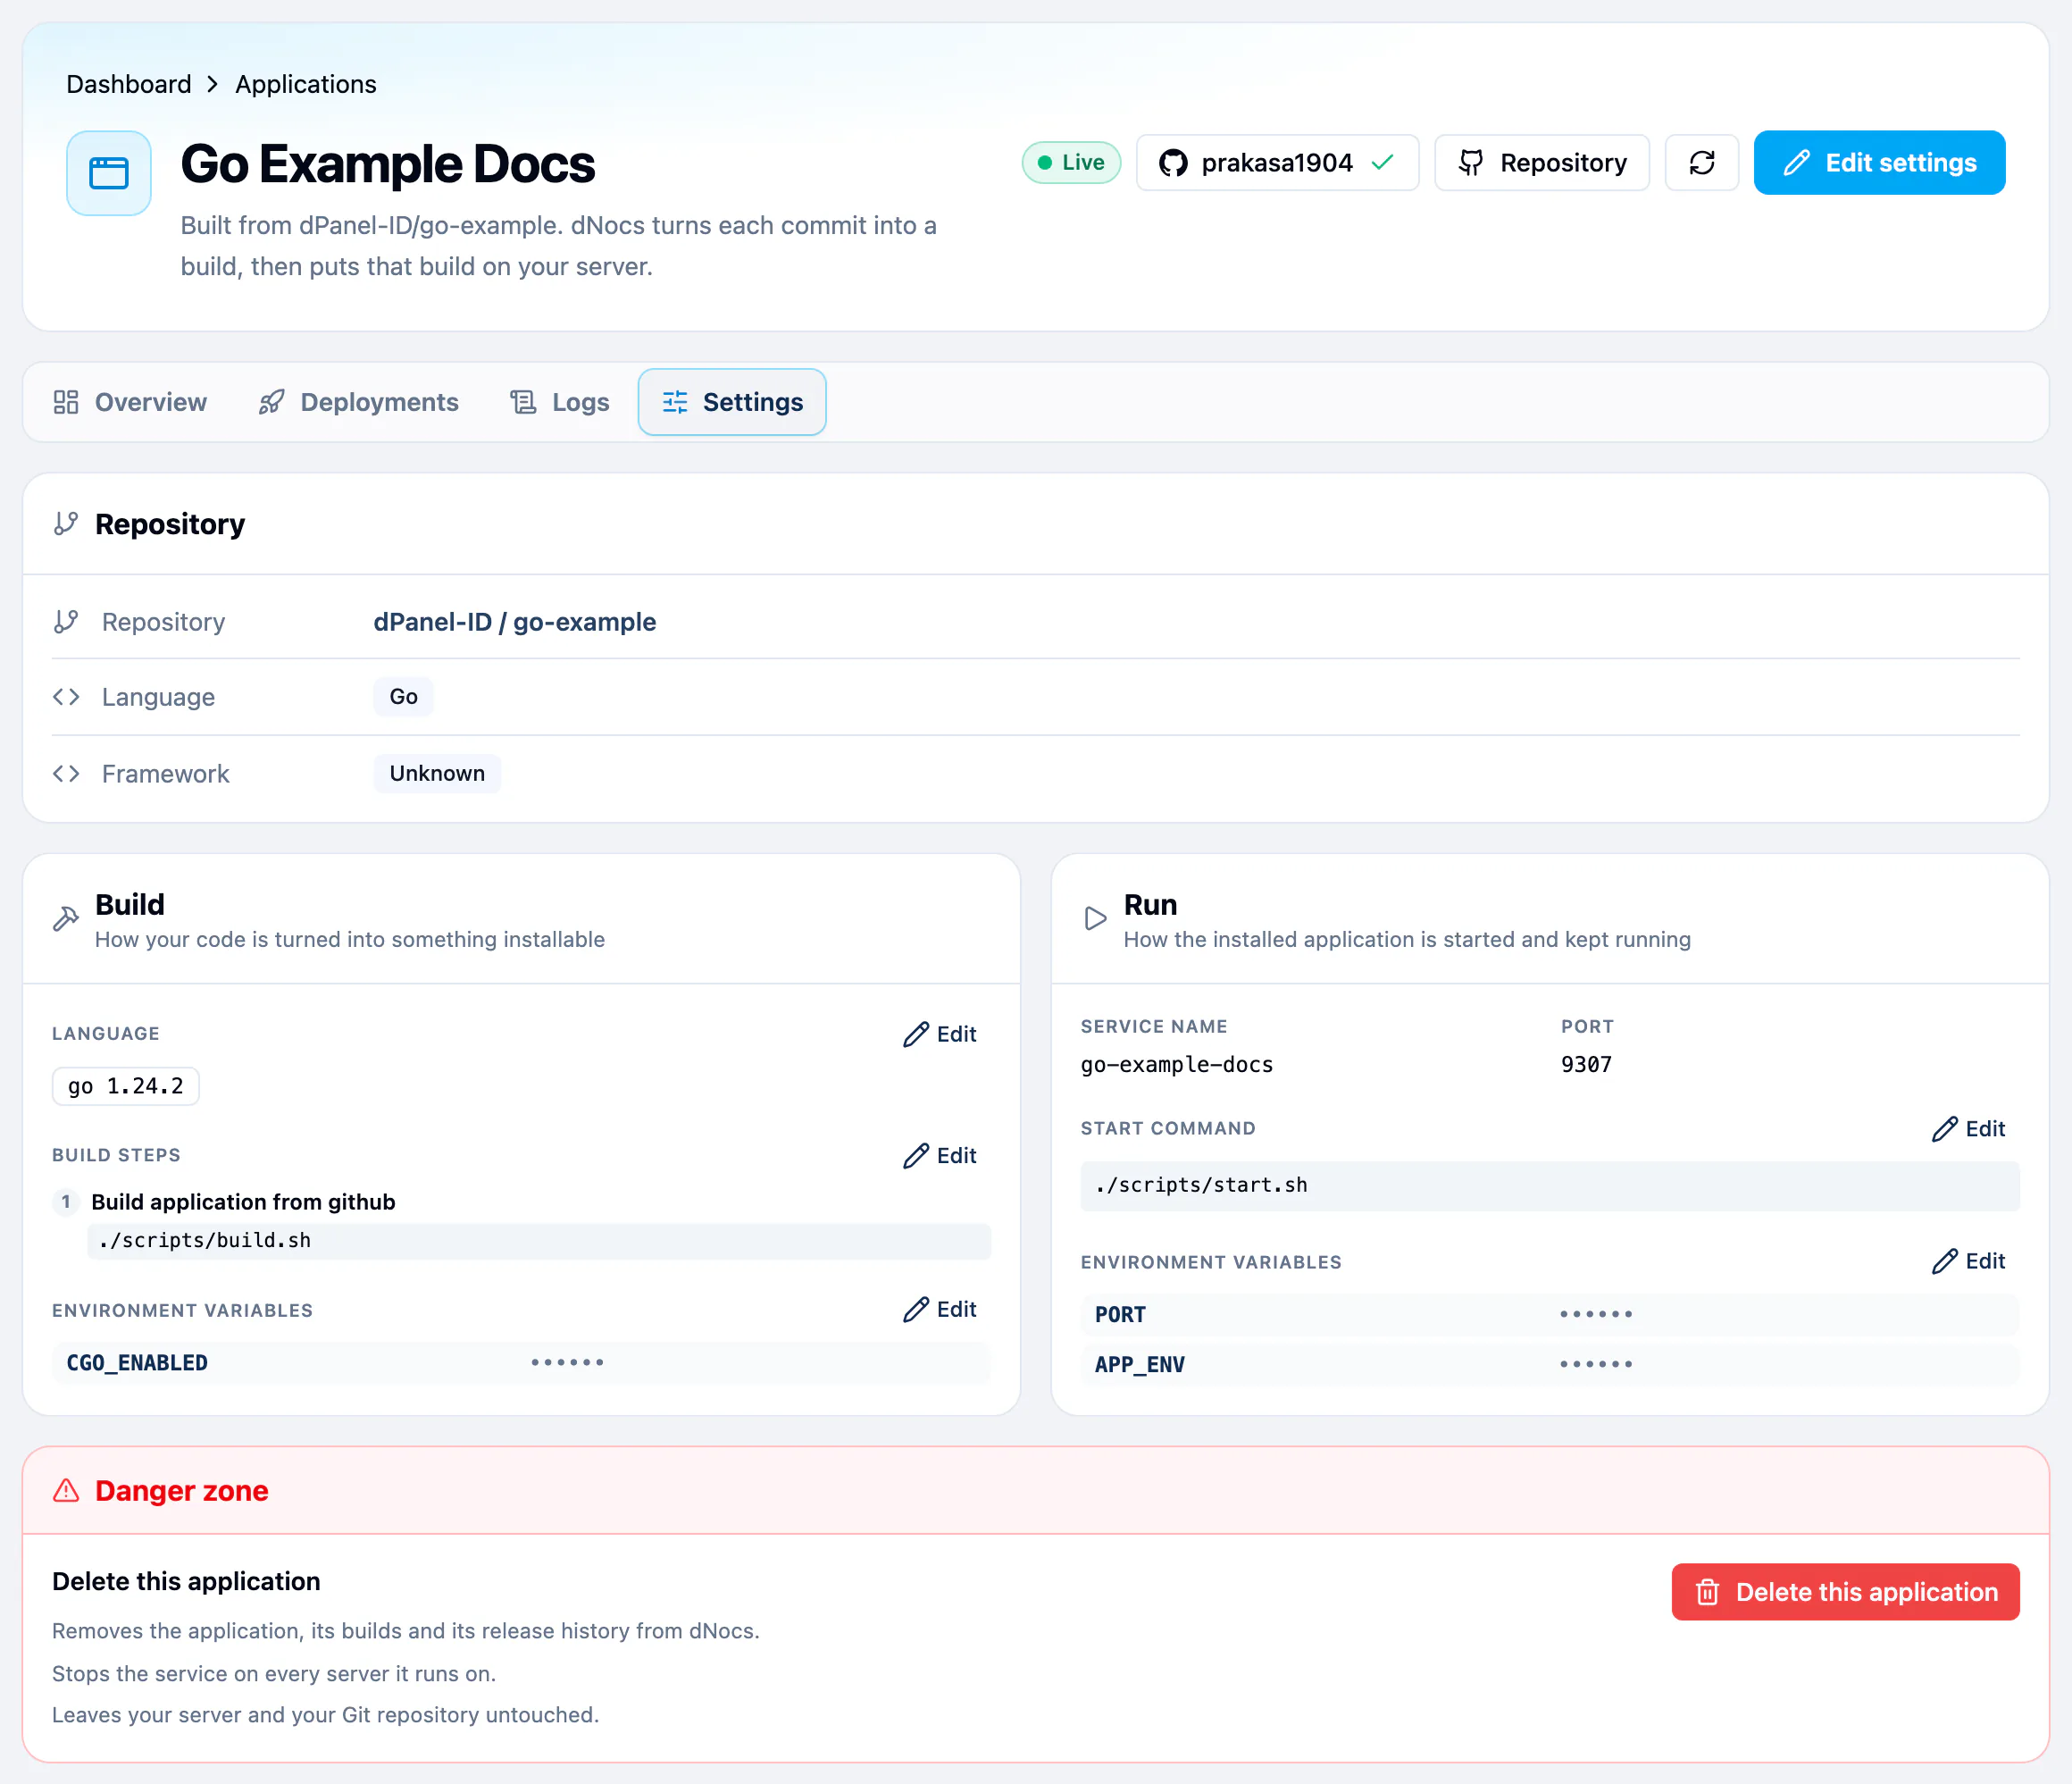 Dashboard > Applications
Go Example Docs
Live
prakasa1904
Repository
Edit settings
Built from dPanel-ID/go-example. dNocs turns each commit into a
build, then puts that build on your server.
Overview
Deployments
Logs
Settings
Repository
Repository
dPanel-ID / go-example
Language
Go
Framework
Unknown
Build
How your code is turned into something installable
LANGUAGE
Edit
go 1.24.2
BUILD STEPS
Edit
1 Build application from github
./scripts/build.sh
ENVIRONMENT VARIABLES
Edit
CGO_ENABLED
••••••
Run
How the installed application is started and kept running
SERVICE NAME
go-example-docs
PORT
9307
START COMMAND
Edit
./scripts/start.sh
ENVIRONMENT VARIABLES
Edit
PORT
••••••
APP_ENV
••••••
Danger zone
Delete this application
Removes the application, its builds and its release history from dNocs.
Stops the service on every server it runs on.
Leaves your server and your Git repository untouched.
Delete this application